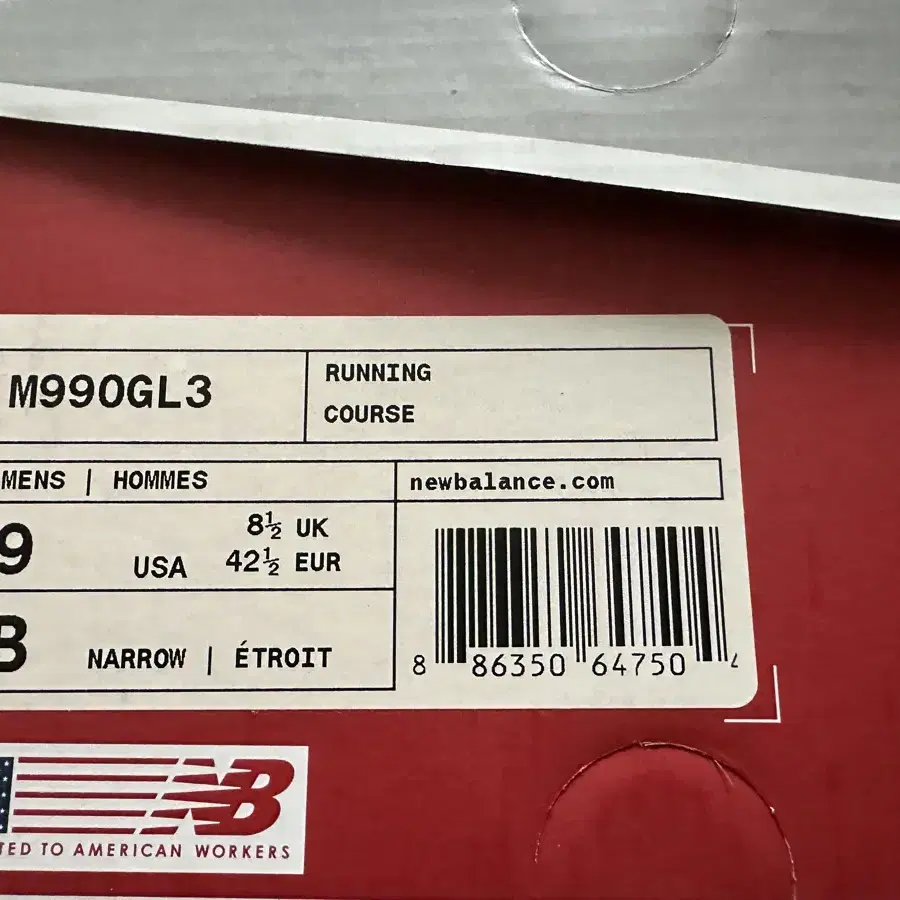 M990GL3
RUNNING
COURSE
MENS | HOMMES
newbalance.com
9 USA 8½ UK
42½ EUR
B NARROW | ÉTROIT
8 86350 64750 4
NB
TED TO AMERICAN WORKERS